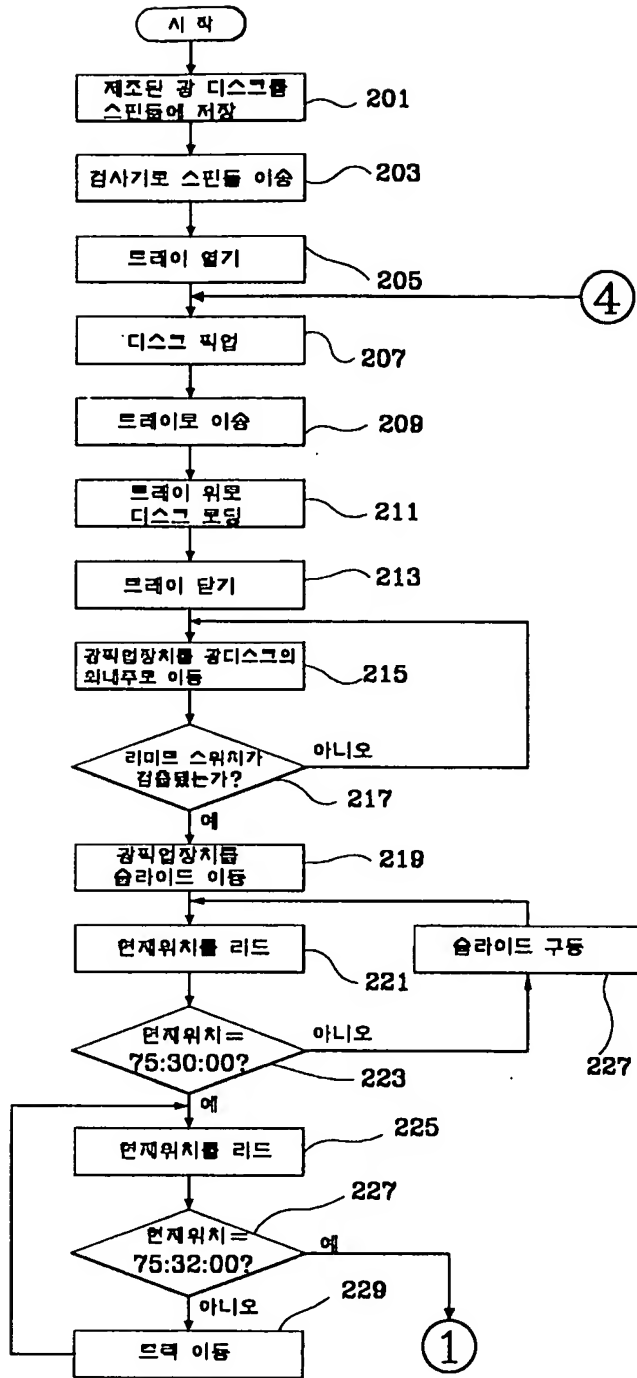 시 작
제조된 광 디스크를
스핀들에 저장
201
검사기로 스핀들 이송
203
트레이 열기
205
④
디스크 픽업
207
트레이로 이송
209
트레이 위로
디스크 로딩
211
트레이 닫기
213
광픽업장치를 광디스크의
외내주로 이동
215
리미트 스위치가
검출됐는가?
아니오
217
예
광픽업장치를
슬라이드 이동
219
현재위치를 리드
221
슬라이드 구동
227
현재위치=
75:30:00?
아니오
223
예
현재위치를 리드
225
현재위치=
75:32:00?
227
예
아니오
229
트랙 이동
①